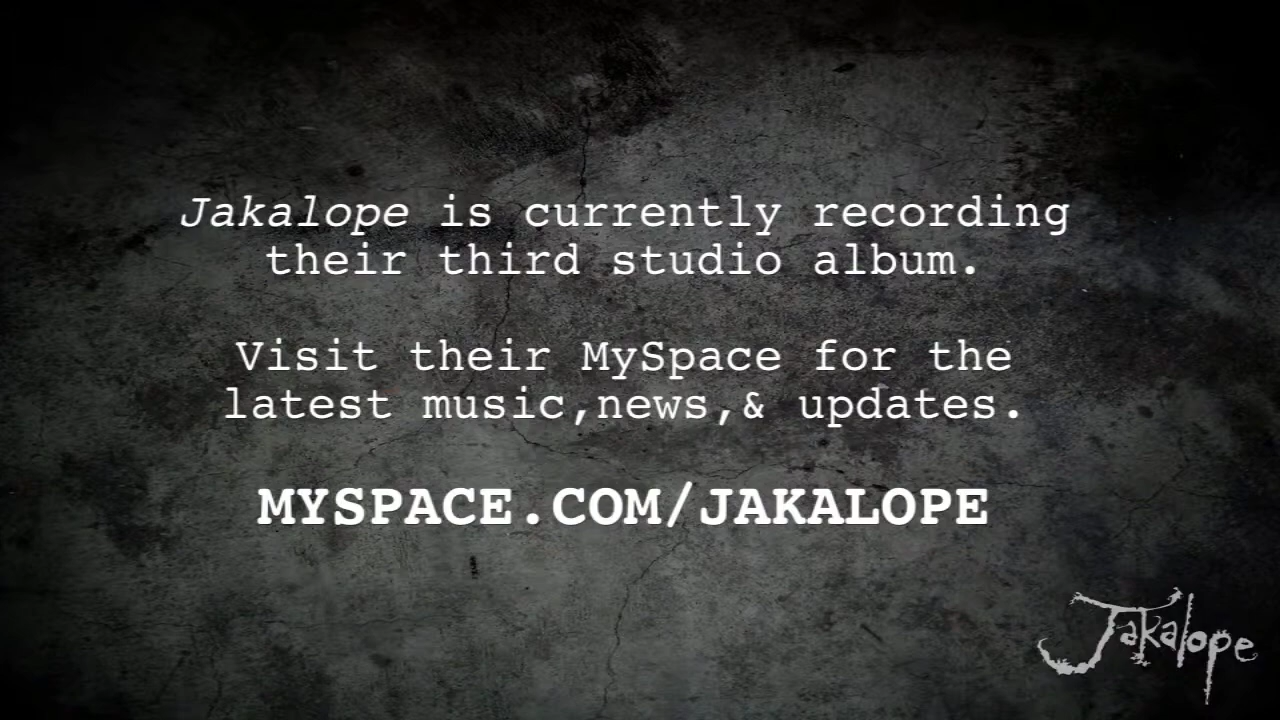 Jakalope is currently recording
their third studio album.
Visit their MySpace for the
latest music,news,& updates.
MYSPACE.COM/JAKALOPE
Jakalope